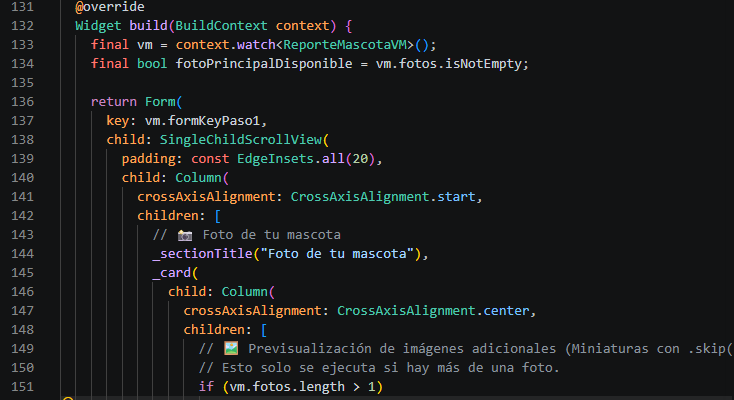 131 @override
132 Widget build(BuildContext context) {
133 final vm = context.watch<ReporteMascotaVM>();
134 final bool fotoPrincipalDisponible = vm.fotos.isNotEmpty;
135
136 return Form(
137 key: vm.formKeyPaso1,
138 child: SingleChildScrollView(
139 padding: const EdgeInsets.all(20),
140 child: Column(
141 crossAxisAlignment: CrossAxisAlignment.start,
142 children: [
143 // 📷 Foto de tu mascota
144 _sectionTitle("Foto de tu mascota"),
145 _card(
146 child: Column(
147 crossAxisAlignment: CrossAxisAlignment.center,
148 children: [
149 // 🖼️ Previsualización de imágenes adicionales (Miniaturas con .skip(
150 // Esto solo se ejecuta si hay más de una foto.
151 if (vm.fotos.length > 1)